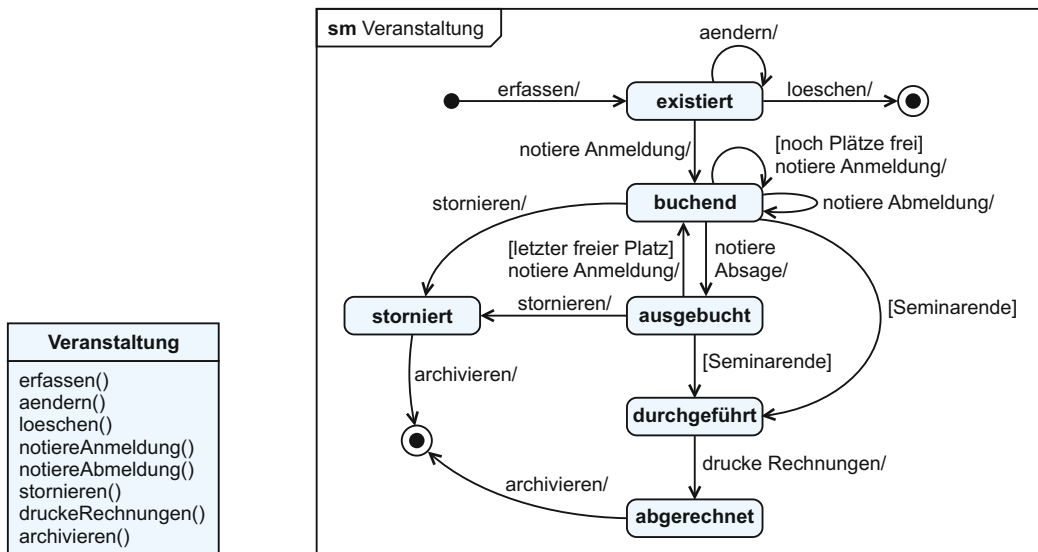 sm Veranstaltung
aendern/
erfassen/
existiert
loeschen/
notiere Anmeldung/
[noch Plätze frei]
notiere Anmeldung/
stornieren/
buchend
notiere Abmeldung/
[letzter freier Platz]
notiere Anmeldung/
notiere
Absage/
[Seminarende]
storniert
stornieren/
ausgebucht
[Seminarende]
archivieren/
durchgeführt
drucke Rechnungen/
archivieren/
abgerechnet
Veranstaltung
erfassen()
aendern()
loeschen()
notiereAnmeldung()
notiereAbmeldung()
stornieren()
druckeRechnungen()
archivieren()